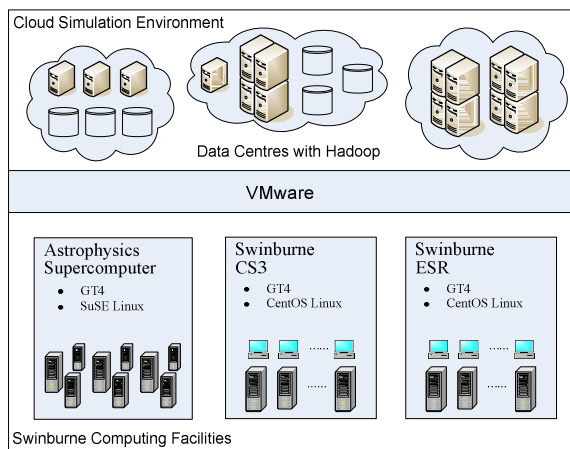 Cloud Simulation Environment
Data Centres with Hadoop
VMware
Astrophysics
Supercomputer
• GT4
• SuSE Linux
Swinburne
CS3
• GT4
• CentOS Linux
......
......
Swinburne
ESR
• GT4
• CentOS Linux
......
......
Swinburne Computing Facilities